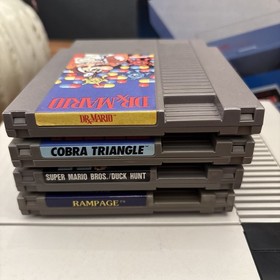 DR. MARIO
DR. MARIO
COBRA TRIANGLE
SUPER MARIO BROS./DUCK HUNT
RAMPAGE